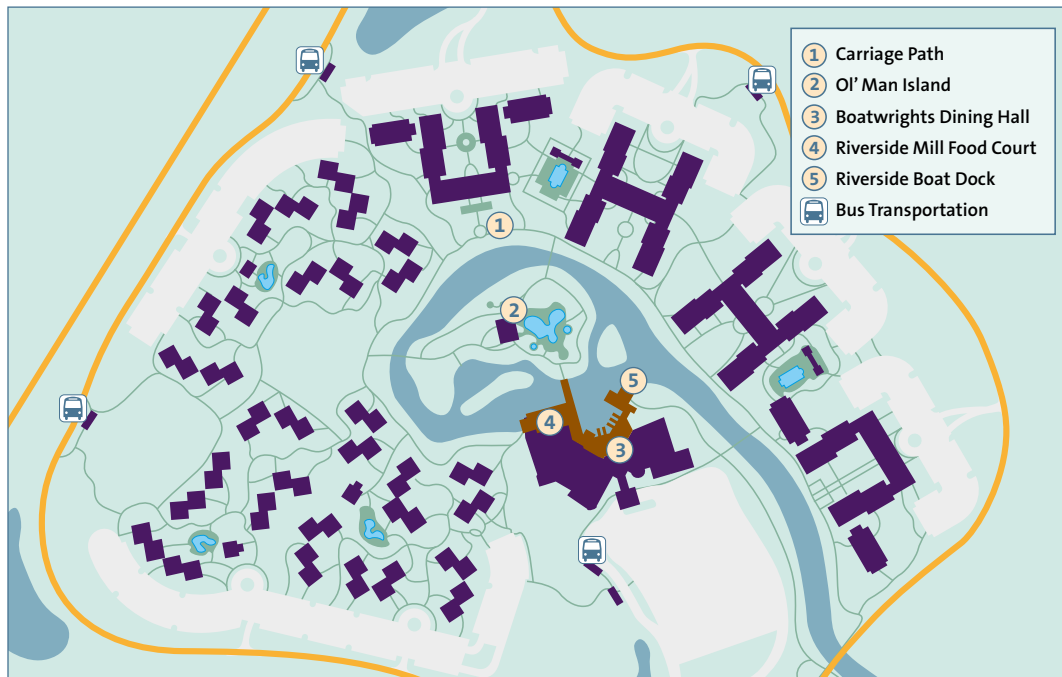 1 Carriage Path
2 Ol' Man Island
3 Boatwrights Dining Hall
4 Riverside Mill Food Court
5 Riverside Boat Dock
Bus Transportation
1
2
5
4
3